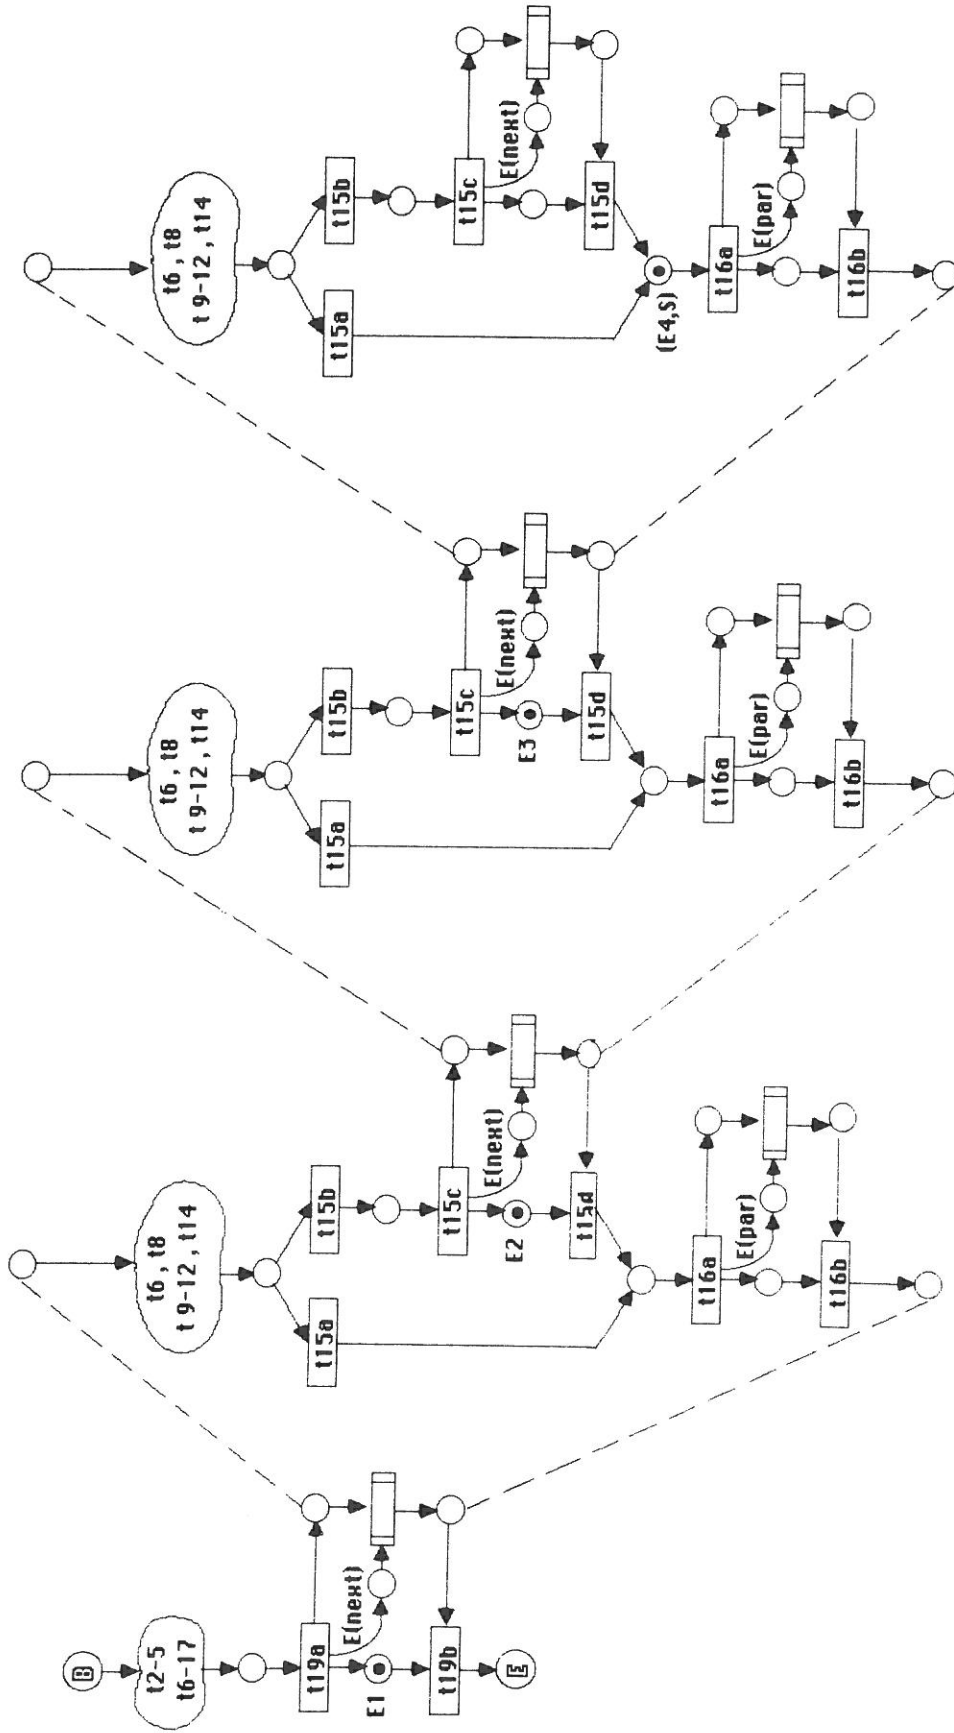 B
t2-5
t6-17
t19a
E(next)
E1
t19b
E
t6 , t8
t 9-12 , t14
t15b
t15a
t15c
E(next)
E2
t15d
t16a
E(par)
t16b
t6 , t8
t 9-12 , t14
t15b
t15a
t15c
E(next)
E3
t15d
t16a
E(par)
t16b
t6 , t8
t 9-12 , t14
t15b
t15a
t15c
E(next)
t15d
(E4,S)
t16a
E(par)
t16b